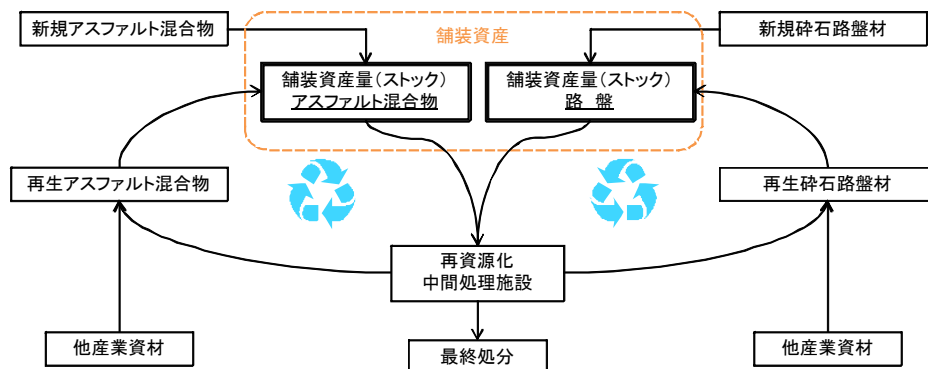 新規アスファルト混合物
舗装資産
新規砕石路盤材
舗装資産量(ストック)
アスファルト混合物
舗装資産量(ストック)
路 盤
再生アスファルト混合物
再生砕石路盤材
再資源化
中間処理施設
他産業資材
最終処分
他産業資材